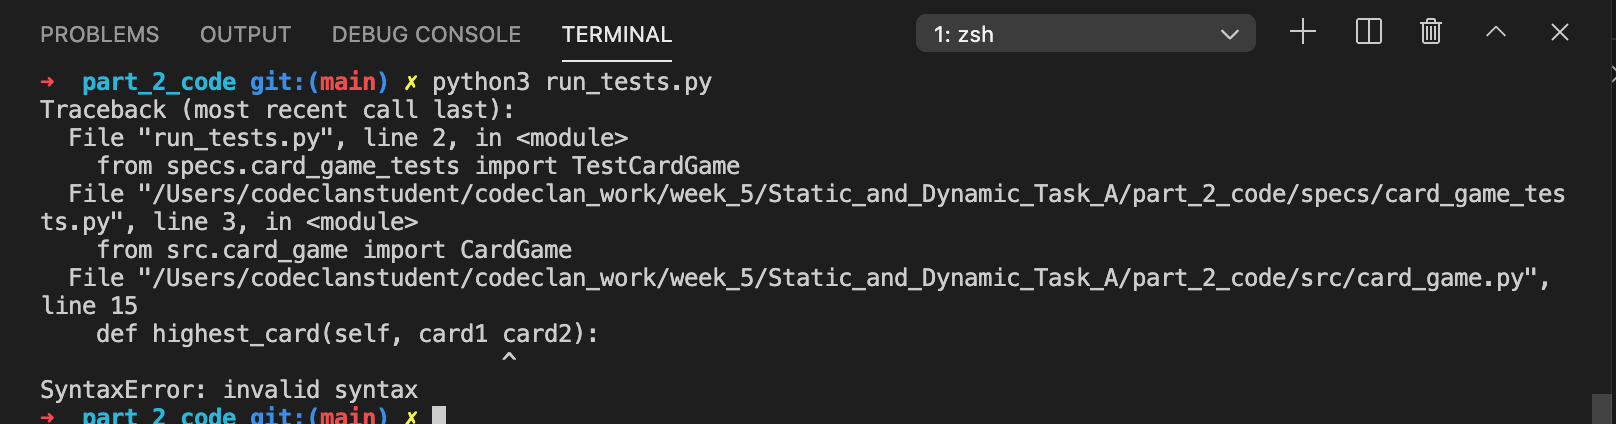 PROBLEMS OUTPUT DEBUG CONSOLE TERMINAL 1: zsh
➜ part_2_code git:(main) ✗ python3 run_tests.py
Traceback (most recent call last):
  File "run_tests.py", line 2, in <module>
    from specs.card_game_tests import TestCardGame
  File "/Users/codeclanstudent/codeclan_work/week_5/Static_and_Dynamic_Task_A/part_2_code/specs/card_game_tes
ts.py", line 3, in <module>
    from src.card_game import CardGame
  File "/Users/codeclanstudent/codeclan_work/week_5/Static_and_Dynamic_Task_A/part_2_code/src/card_game.py",
line 15
    def highest_card(self, card1 card2):
                                 ^
SyntaxError: invalid syntax
➜ part_2_code git:(main) ✗